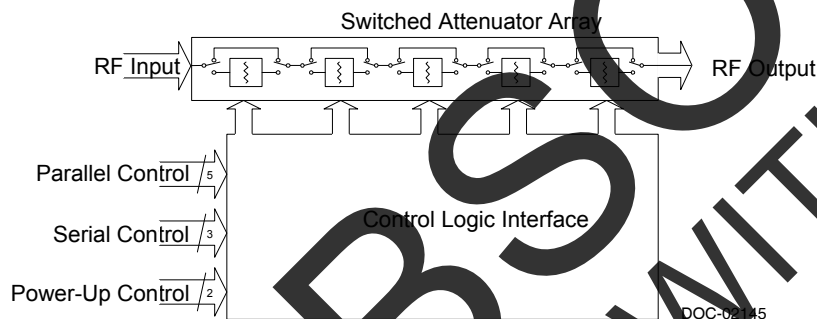 Switched Attenuator Array
RF Input
RF Output
Parallel Control
5
Serial Control
3
Control Logic Interface
Power-Up Control
2
DOC-02145